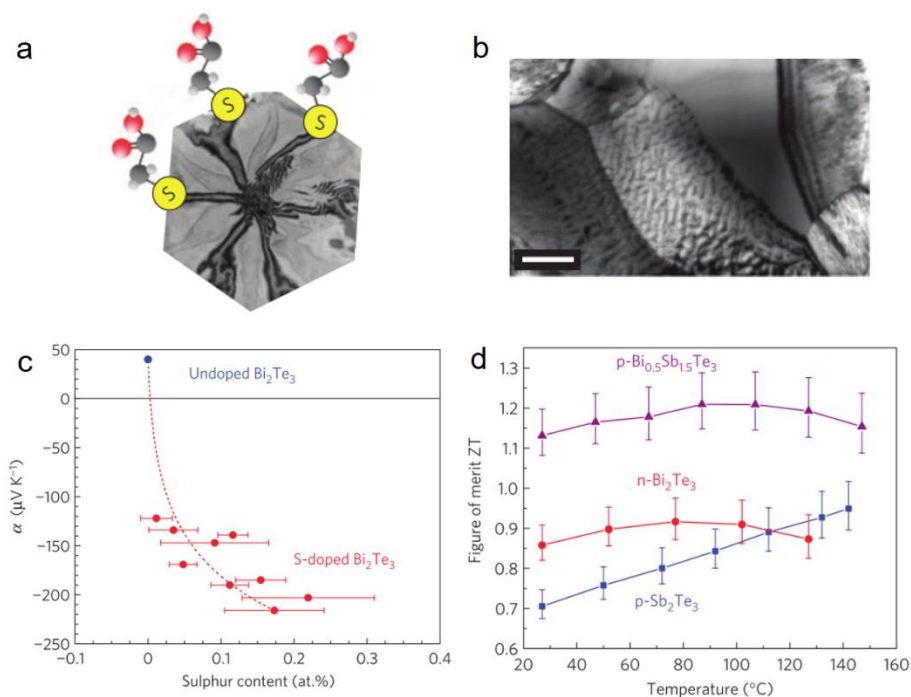 a
S
S
S
b
c
50
0
−50
−100
−150
−200
−250
α (μV K⁻¹)
Undoped Bi₂Te₃
S-doped Bi₂Te₃
−0.1
0
0.1
0.2
0.3
0.4
Sulphur content (at.%)
d
1.3
1.2
1.1
1.0
0.9
0.8
0.7
0.6
Figure of merit ZT
p-Bi₀.₅Sb₁.₅Te₃
n-Bi₂Te₃
p-Sb₂Te₃
20
40
60
80
100
120
140
160
Temperature (°C)